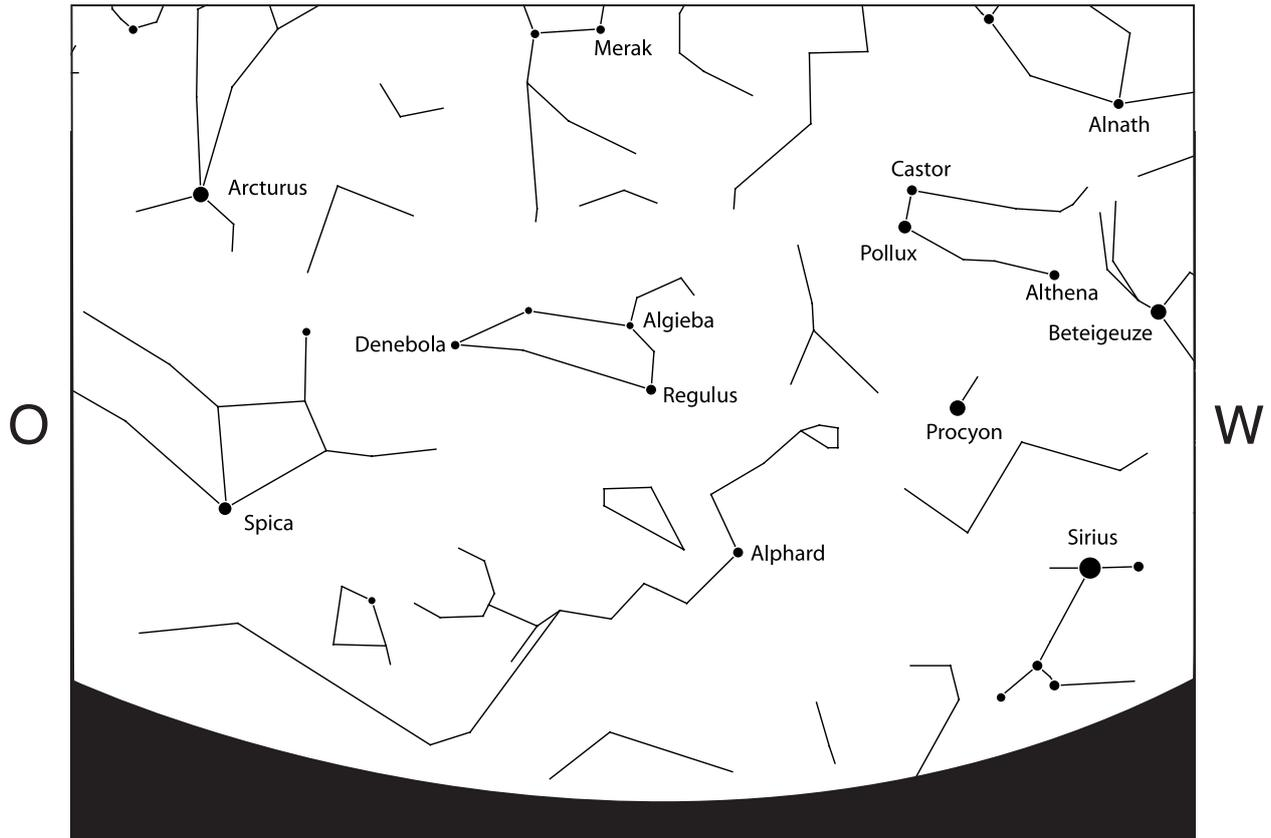 Merak
Alnath
Castor
Arcturus
Pollux
Althena
Algieba
Beteigeuze
Denebola
Regulus
O
W
Procyon
Spica
Sirius
Alphard